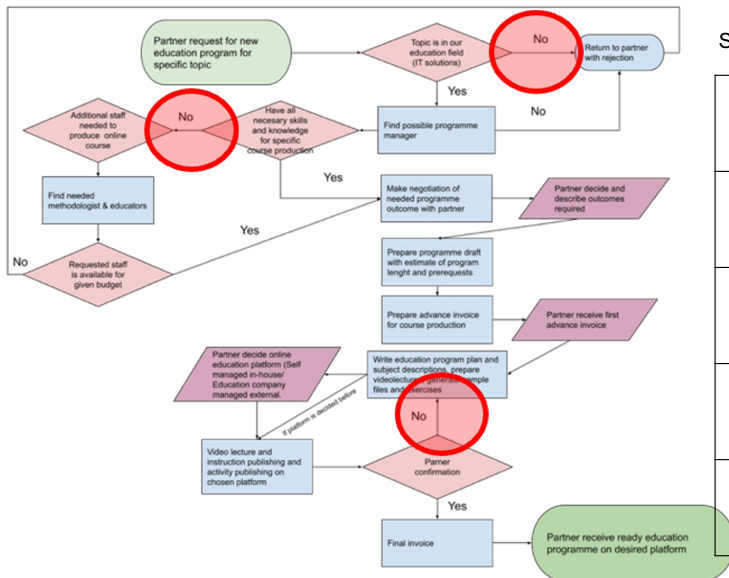 Partner request for new
education program for
specific topic
Topic is in our
education field
(IT solutions)
No
Return to partner
with rejection
S
Yes
No
Find possible programme
manager
Have all
necesary skills
and knowledge
for specific
course production
No
Additional staff
needed to
produce online
course
Yes
Find needed
methodologist & educators
Yes
No
Requested staff
is available for
given budget
Make negotiation of
needed programme
outcome with partner
Partner decide and
describe outcomes
required
Prepare programme draft
with estimate of program
lenght and prerequests
Prepare advance invoice
for course production
Partner receive first
advance invoice
Write education program plan and
subject descriptions, prepare
videolectures, generate sample
files and exercises
Partner decide online
education platform (Self
managed in-house/
Education company
managed external.
If platform is decided before
No
Video lecture and
instruction publishing and
activity publishing on
chosen platform
Parner
confirmation
Yes
Final invoice
Partner receive ready education
programme on desired platform